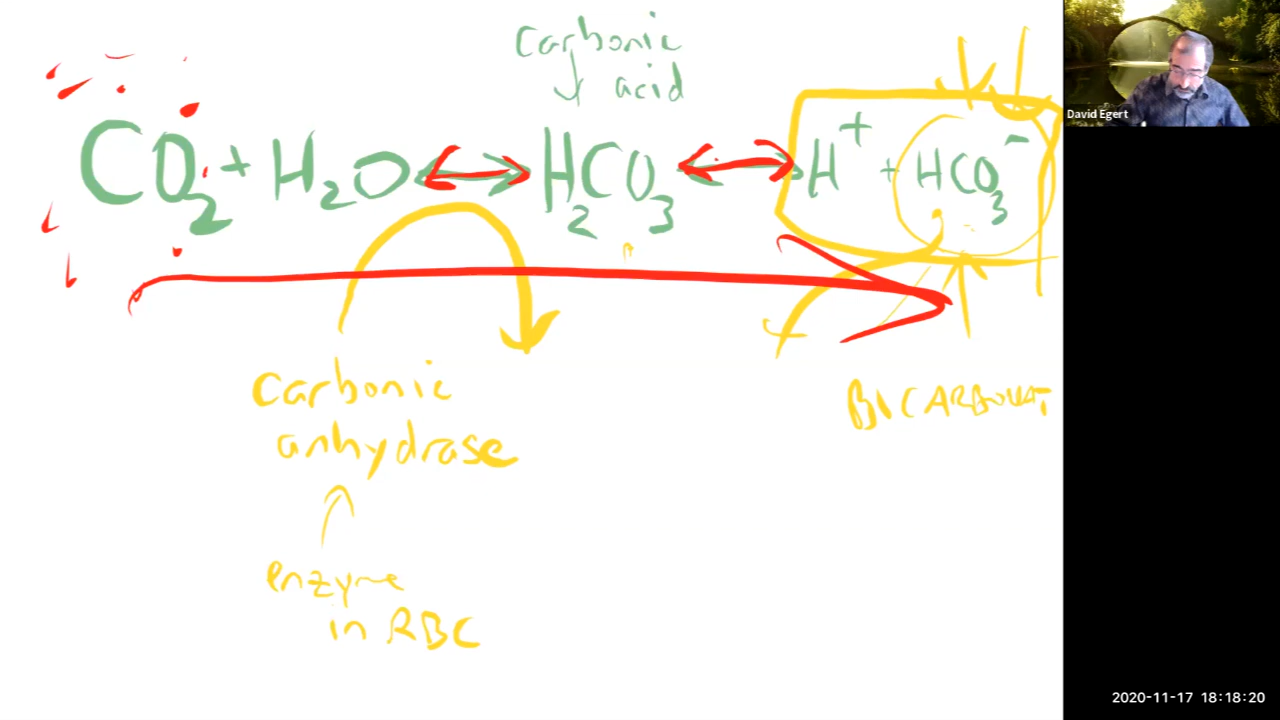 Carbonic
acid
CO2 + H2O ↔ H2CO3 ↔ H+ + HCO3-
Carbonic
anhydrase
BICARBONAT
enzyme
in RBC
David Egert
2020-11-17 18:18:20